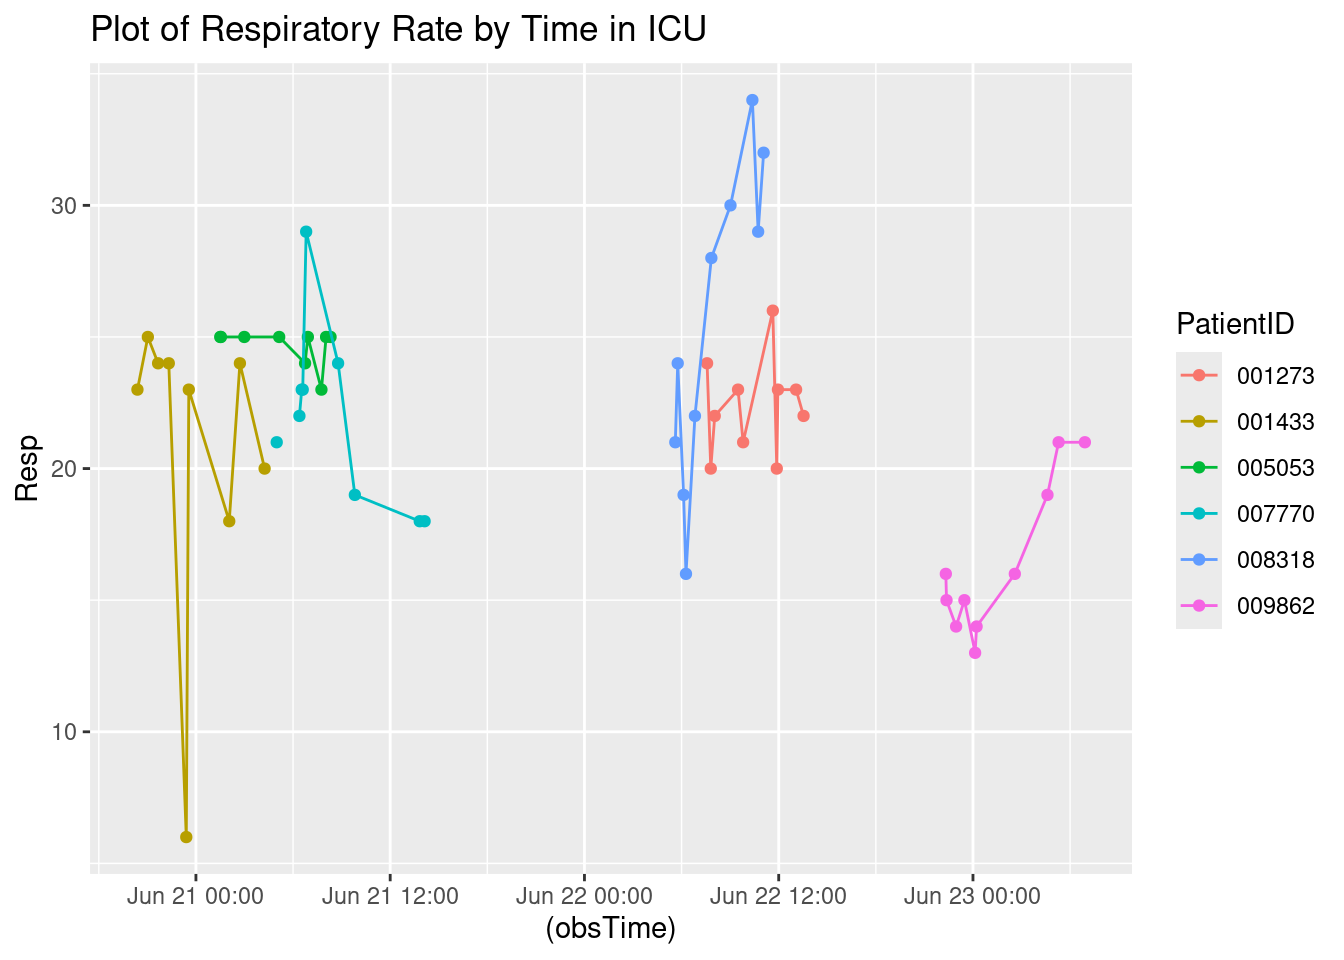 Plot of Respiratory Rate by Time in ICU
Resp
30
20
10
Jun 21 00:00
Jun 21 12:00
Jun 22 00:00
Jun 22 12:00
Jun 23 00:00
(obsTime)
PatientID
001273
001433
005053
007770
008318
009862